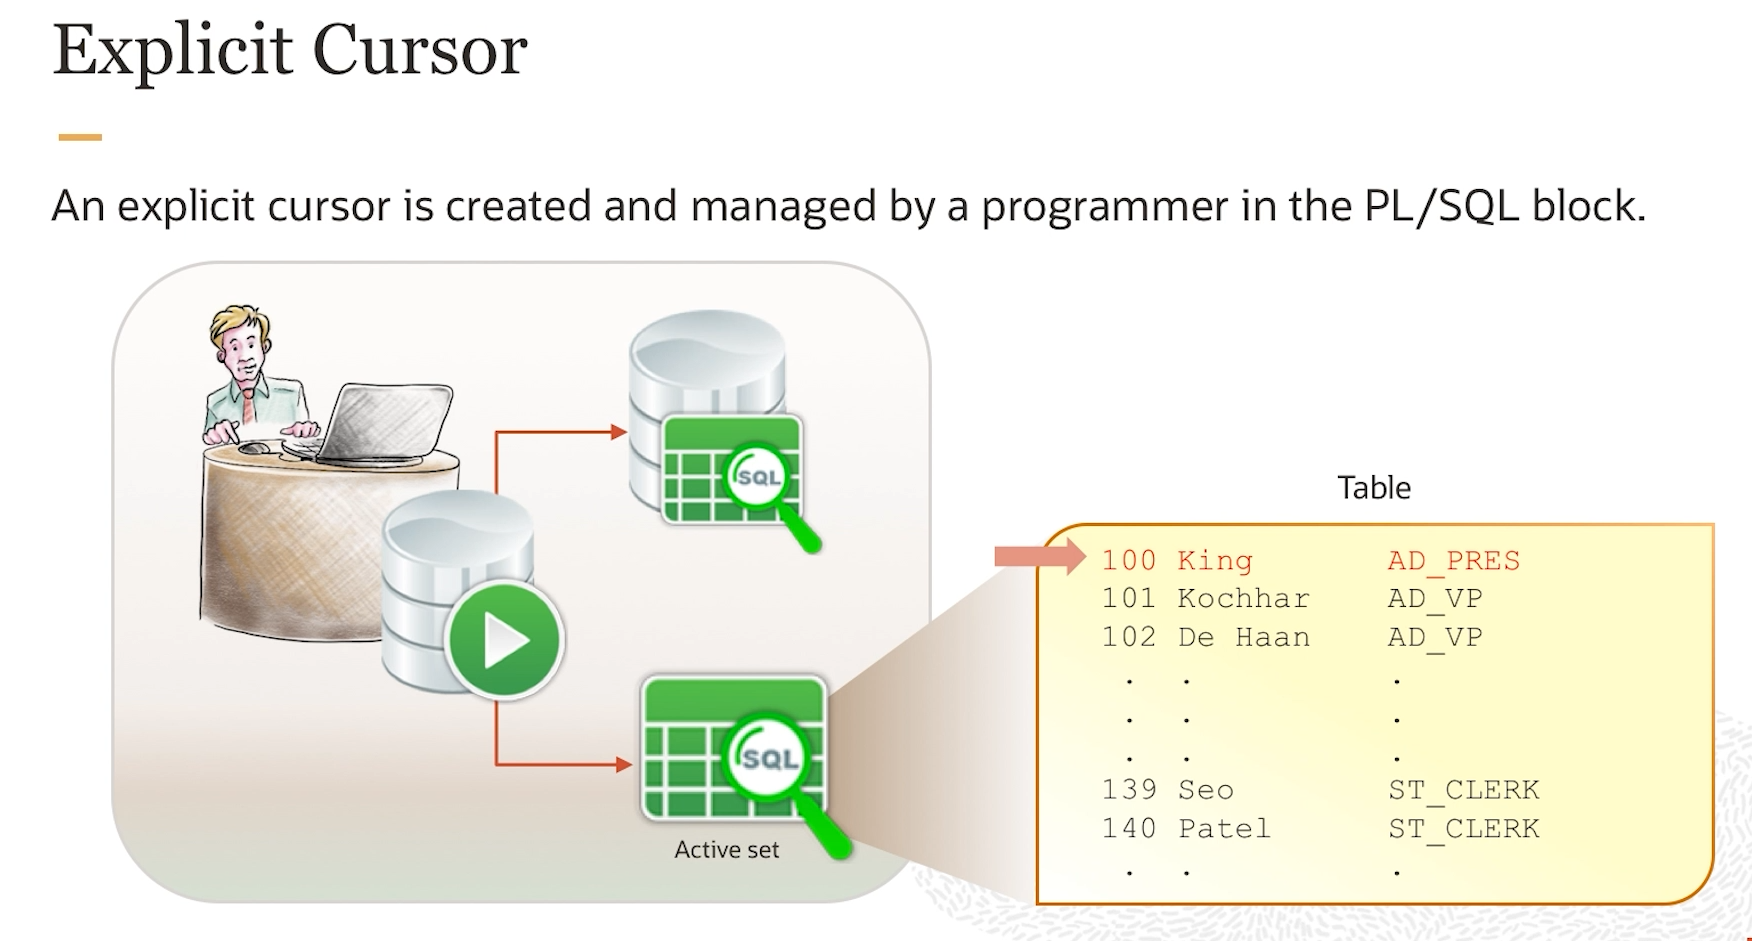 Explicit Cursor
An explicit cursor is created and managed by a programmer in the PL/SQL block.
SQL
SQL
Active set
Table
100 King AD_PRES
101 Kochhar AD_VP
102 De Haan AD_VP
. . .
. . .
. . .
139 Seo ST_CLERK
140 Patel ST_CLERK
. . .